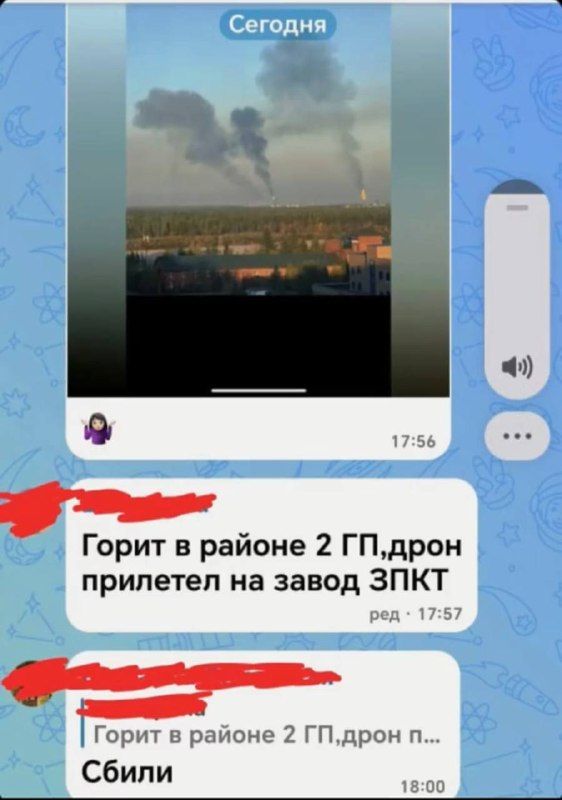 Сегодня
17:56
Горит в районе 2 ГП,дрон
прилетел на завод ЗПКТ
ред · 17:57
Горит в районе 2 ГП,дрон п...
Сбили
18:00